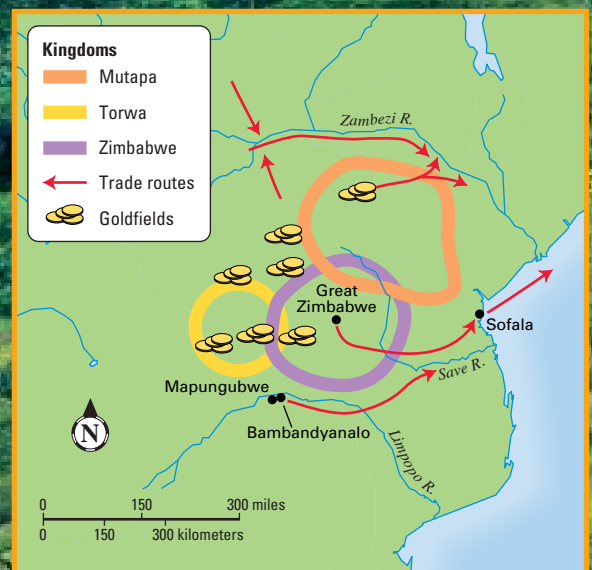 Kingdoms
Mutapa
Torwa
Zimbabwe
Trade routes
Goldfields
Zambezi R.
Great
Zimbabwe
Sofala
Save R.
Mapungubwe
Bambandyanalo
Limpopo R.
N
0 150 300 miles
0 150 300 kilometers